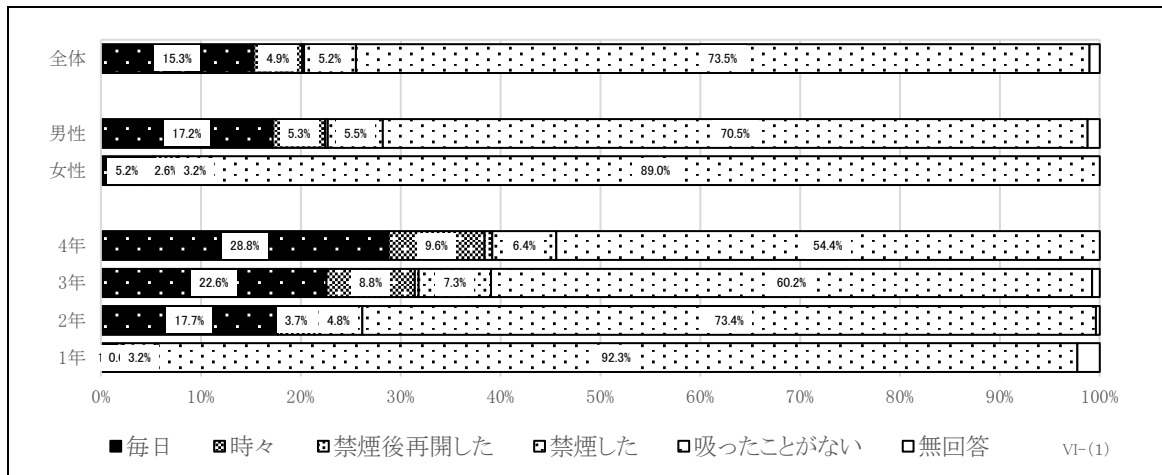 全体 15.3% 4.9% 5.2% 73.5%
男性 17.2% 5.3% 5.5% 70.5%
女性 5.2% 2.6% 3.2% 89.0%
4年 28.8% 9.6% 6.4% 54.4%
3年 22.6% 8.8% 7.3% 60.2%
2年 17.7% 3.7% 4.8% 73.4%
1年 3.2% 92.3%
0% 10% 20% 30% 40% 50% 60% 70% 80% 90% 100%
毎日 時々 禁煙後再開した 禁煙した 吸ったことがない 無回答 VI-(1)